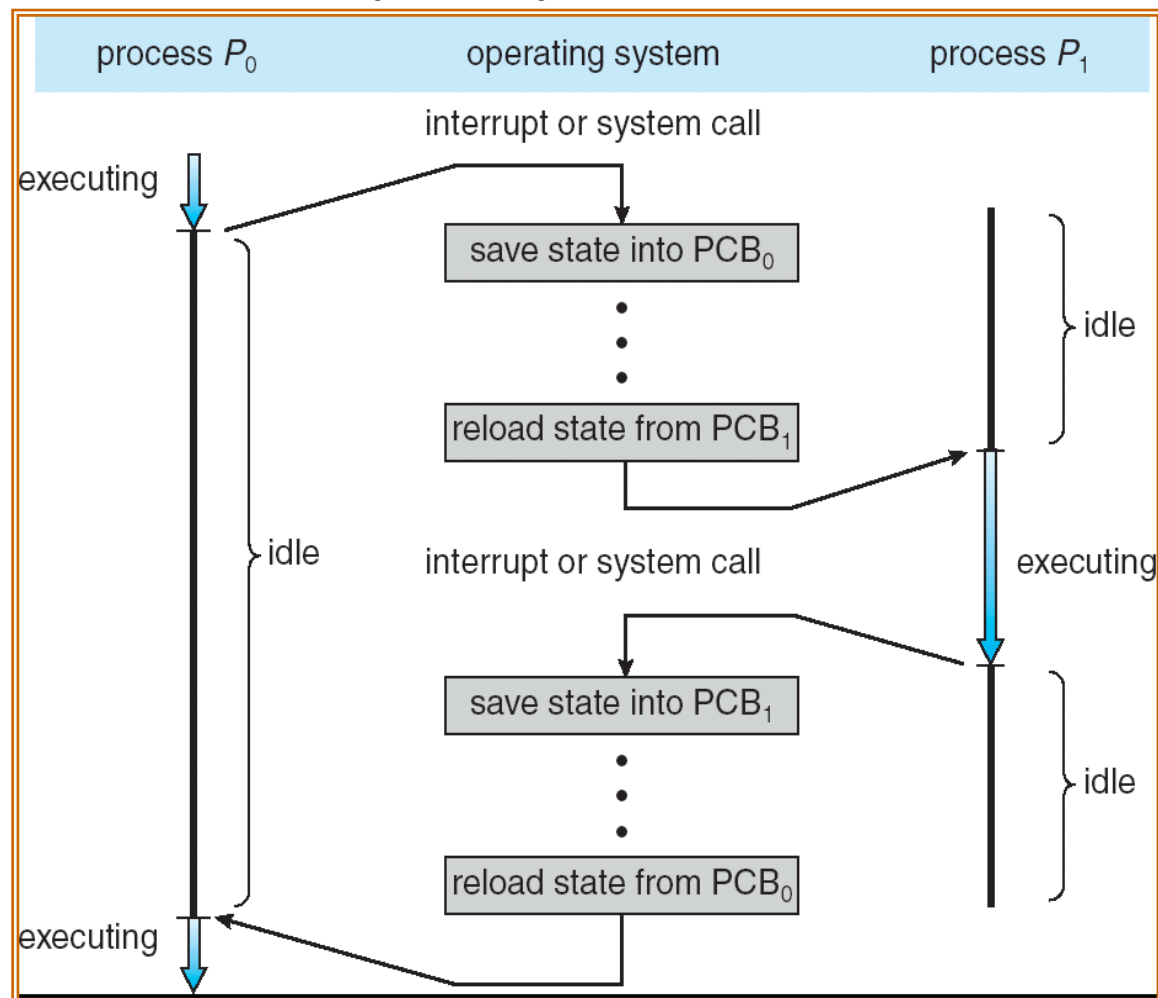 process P₀ operating system process P₁
interrupt or system call
executing
save state into PCB₀
idle
reload state from PCB₁
idle
interrupt or system call
executing
save state into PCB₁
idle
reload state from PCB₀
executing